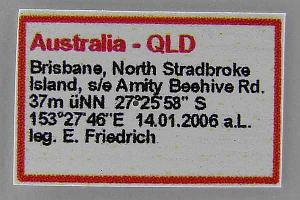 Australia - QLD
Brisbane, North Stradbroke
Island, s/e Amity Beehive Rd.
37m üNN 27°25'58" S
153°27'46"E 14.01.2006 a.L.
leg. E. Friedrich